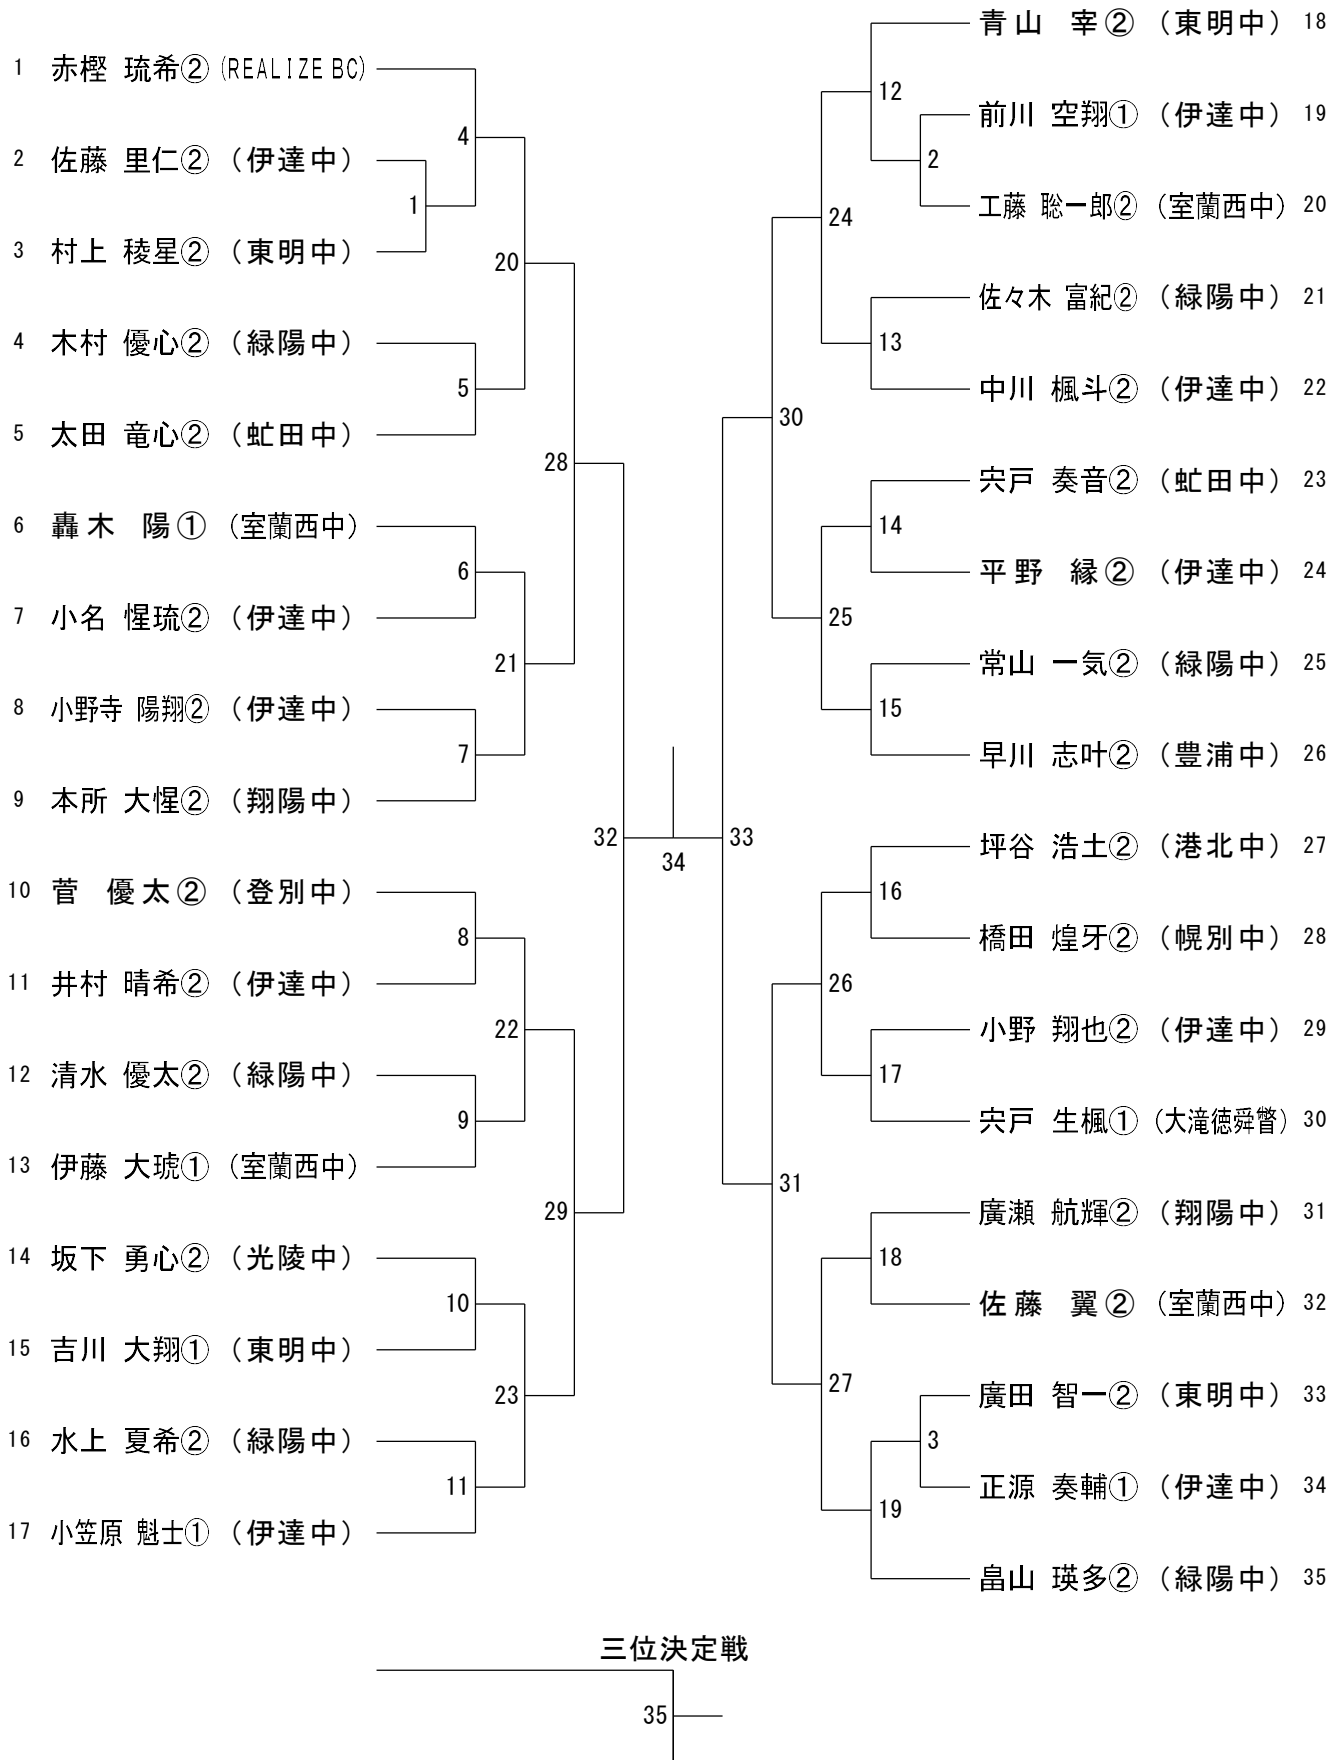 1 赤樫 琉希② (REALIZE BC)
2 佐藤 里仁② (伊達中)
3 村上 稜星② (東明中)
4 木村 優心② (緑陽中)
5 太田 竜心② (虻田中)
6 轟木 陽① (室蘭西中)
7 小名 惺琉② (伊達中)
8 小野寺 陽翔② (伊達中)
9 本所 大惺② (翔陽中)
10 菅 優太② (登別中)
11 井村 晴希② (伊達中)
12 清水 優太② (緑陽中)
13 伊藤 大琥① (室蘭西中)
14 坂下 勇心② (光陵中)
15 吉川 大翔① (東明中)
16 水上 夏希② (緑陽中)
17 小笠原 魁士① (伊達中)
4
1
20
5
28
6
21
7
32
8
22
9
29
10
23
11
34
33
12
2
24
13
30
14
25
15
16
26
17
31
18
27
3
19
青山 宰② (東明中) 18
前川 空翔① (伊達中) 19
工藤 聡一郎② (室蘭西中) 20
佐々木 富紀② (緑陽中) 21
中川 楓斗② (伊達中) 22
宍戸 奏音② (虻田中) 23
平野 縁② (伊達中) 24
常山 一気② (緑陽中) 25
早川 志叶② (豊浦中) 26
坪谷 浩土② (港北中) 27
橋田 煌牙② (幌別中) 28
小野 翔也② (伊達中) 29
宍戸 生楓① (大滝徳舜瞥) 30
廣瀬 航輝② (翔陽中) 31
佐藤 翼② (室蘭西中) 32
廣田 智一② (東明中) 33
正源 奏輔① (伊達中) 34
畠山 瑛多② (緑陽中) 35
三位決定戦
35